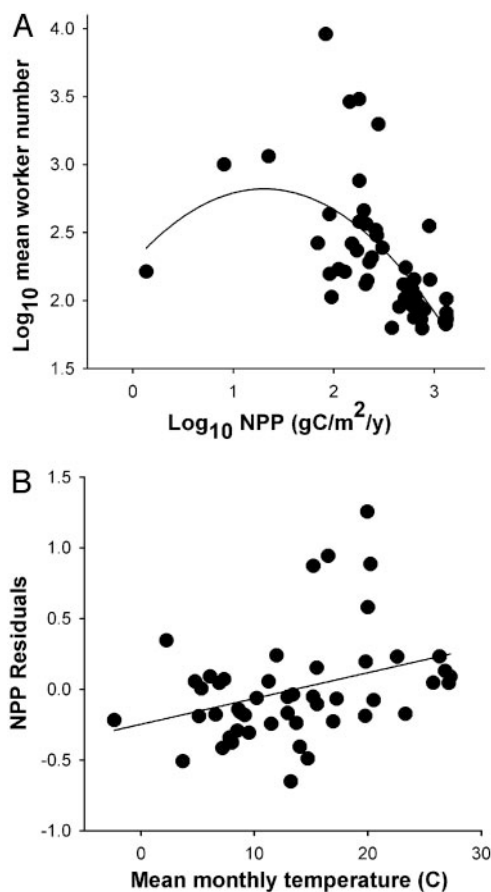 A
4.0
3.5
3.0
2.5
2.0
1.5
Log10 mean worker number
0 1 2 3
Log10 NPP (gC/m2/y)
B
1.5
1.0
0.5
0.0
-0.5
-1.0
NPP Residuals
0 10 20 30
Mean monthly temperature (C)